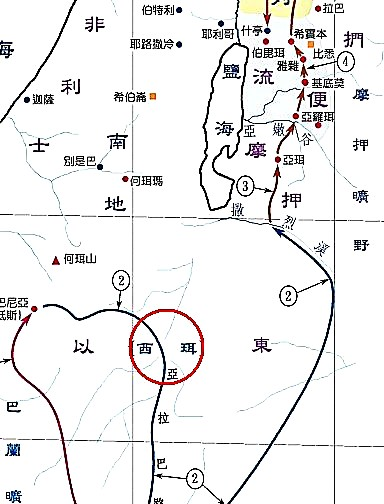 伯特利
拉巴
非
耶利哥
什亭
希實本
們
耶路撒冷
伯毘珥
比悉
海
鹽
流
雅雜
④
利
基底莫
迦薩
希伯崙
便
摩
海
亞
嫩
亞羅珥
士
南
谷
押
別是巴
摩
亞珥
何珥瑪
③
曠
地
押
撒
烈
溪
野
何珥山
②
②
巴尼亞
以
西
珥
東
亞
巴
拉
蘭
巴
②
曠